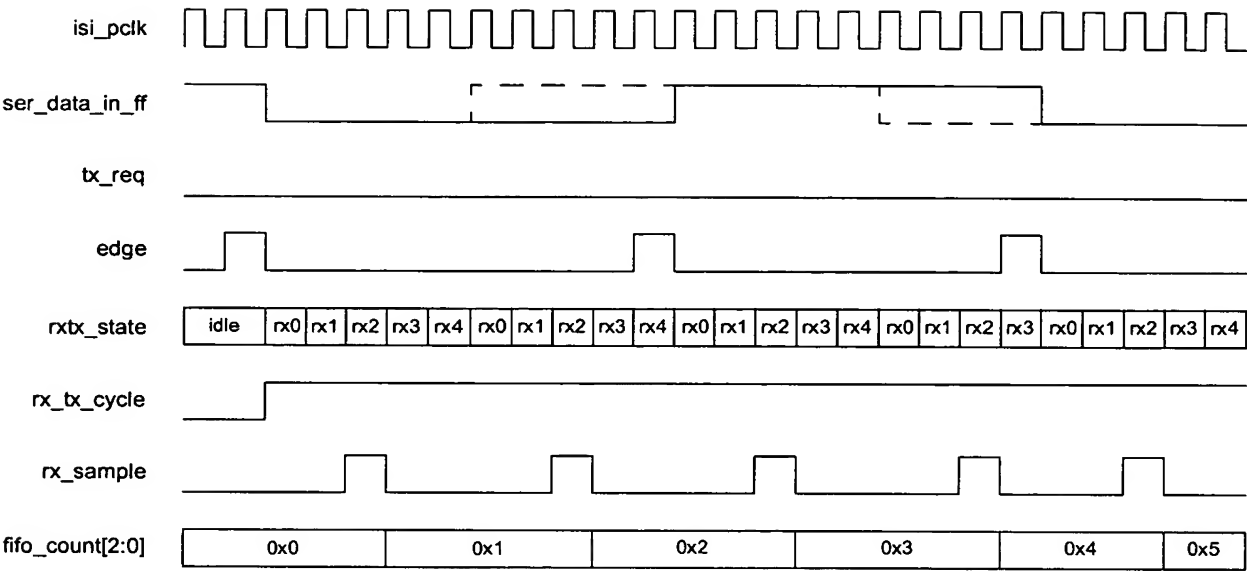 isi_pclk
ser_data_in_ff
tx_req
edge
rxtx_state idle rx0 rx1 rx2 rx3 rx4 rx0 rx1 rx2 rx3 rx4 rx0 rx1 rx2 rx3 rx4 rx0 rx1 rx2 rx3 rx0 rx1 rx2 rx3 rx4
rx_tx_cycle
rx_sample
fifo_count[2:0] 0x0 0x1 0x2 0x3 0x4 0x5